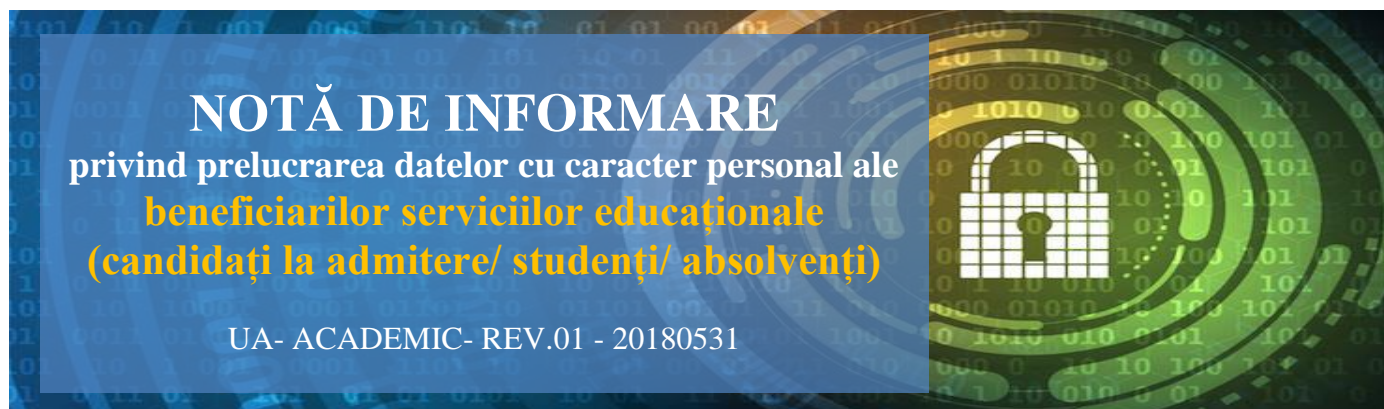 NOTĂ DE INFORMARE
privind prelucrarea datelor cu caracter personal ale
beneficiarilor serviciilor educaționale
(candidați la admitere/ studenți/ absolvenți)
UA- ACADEMIC- REV.01 - 20180531